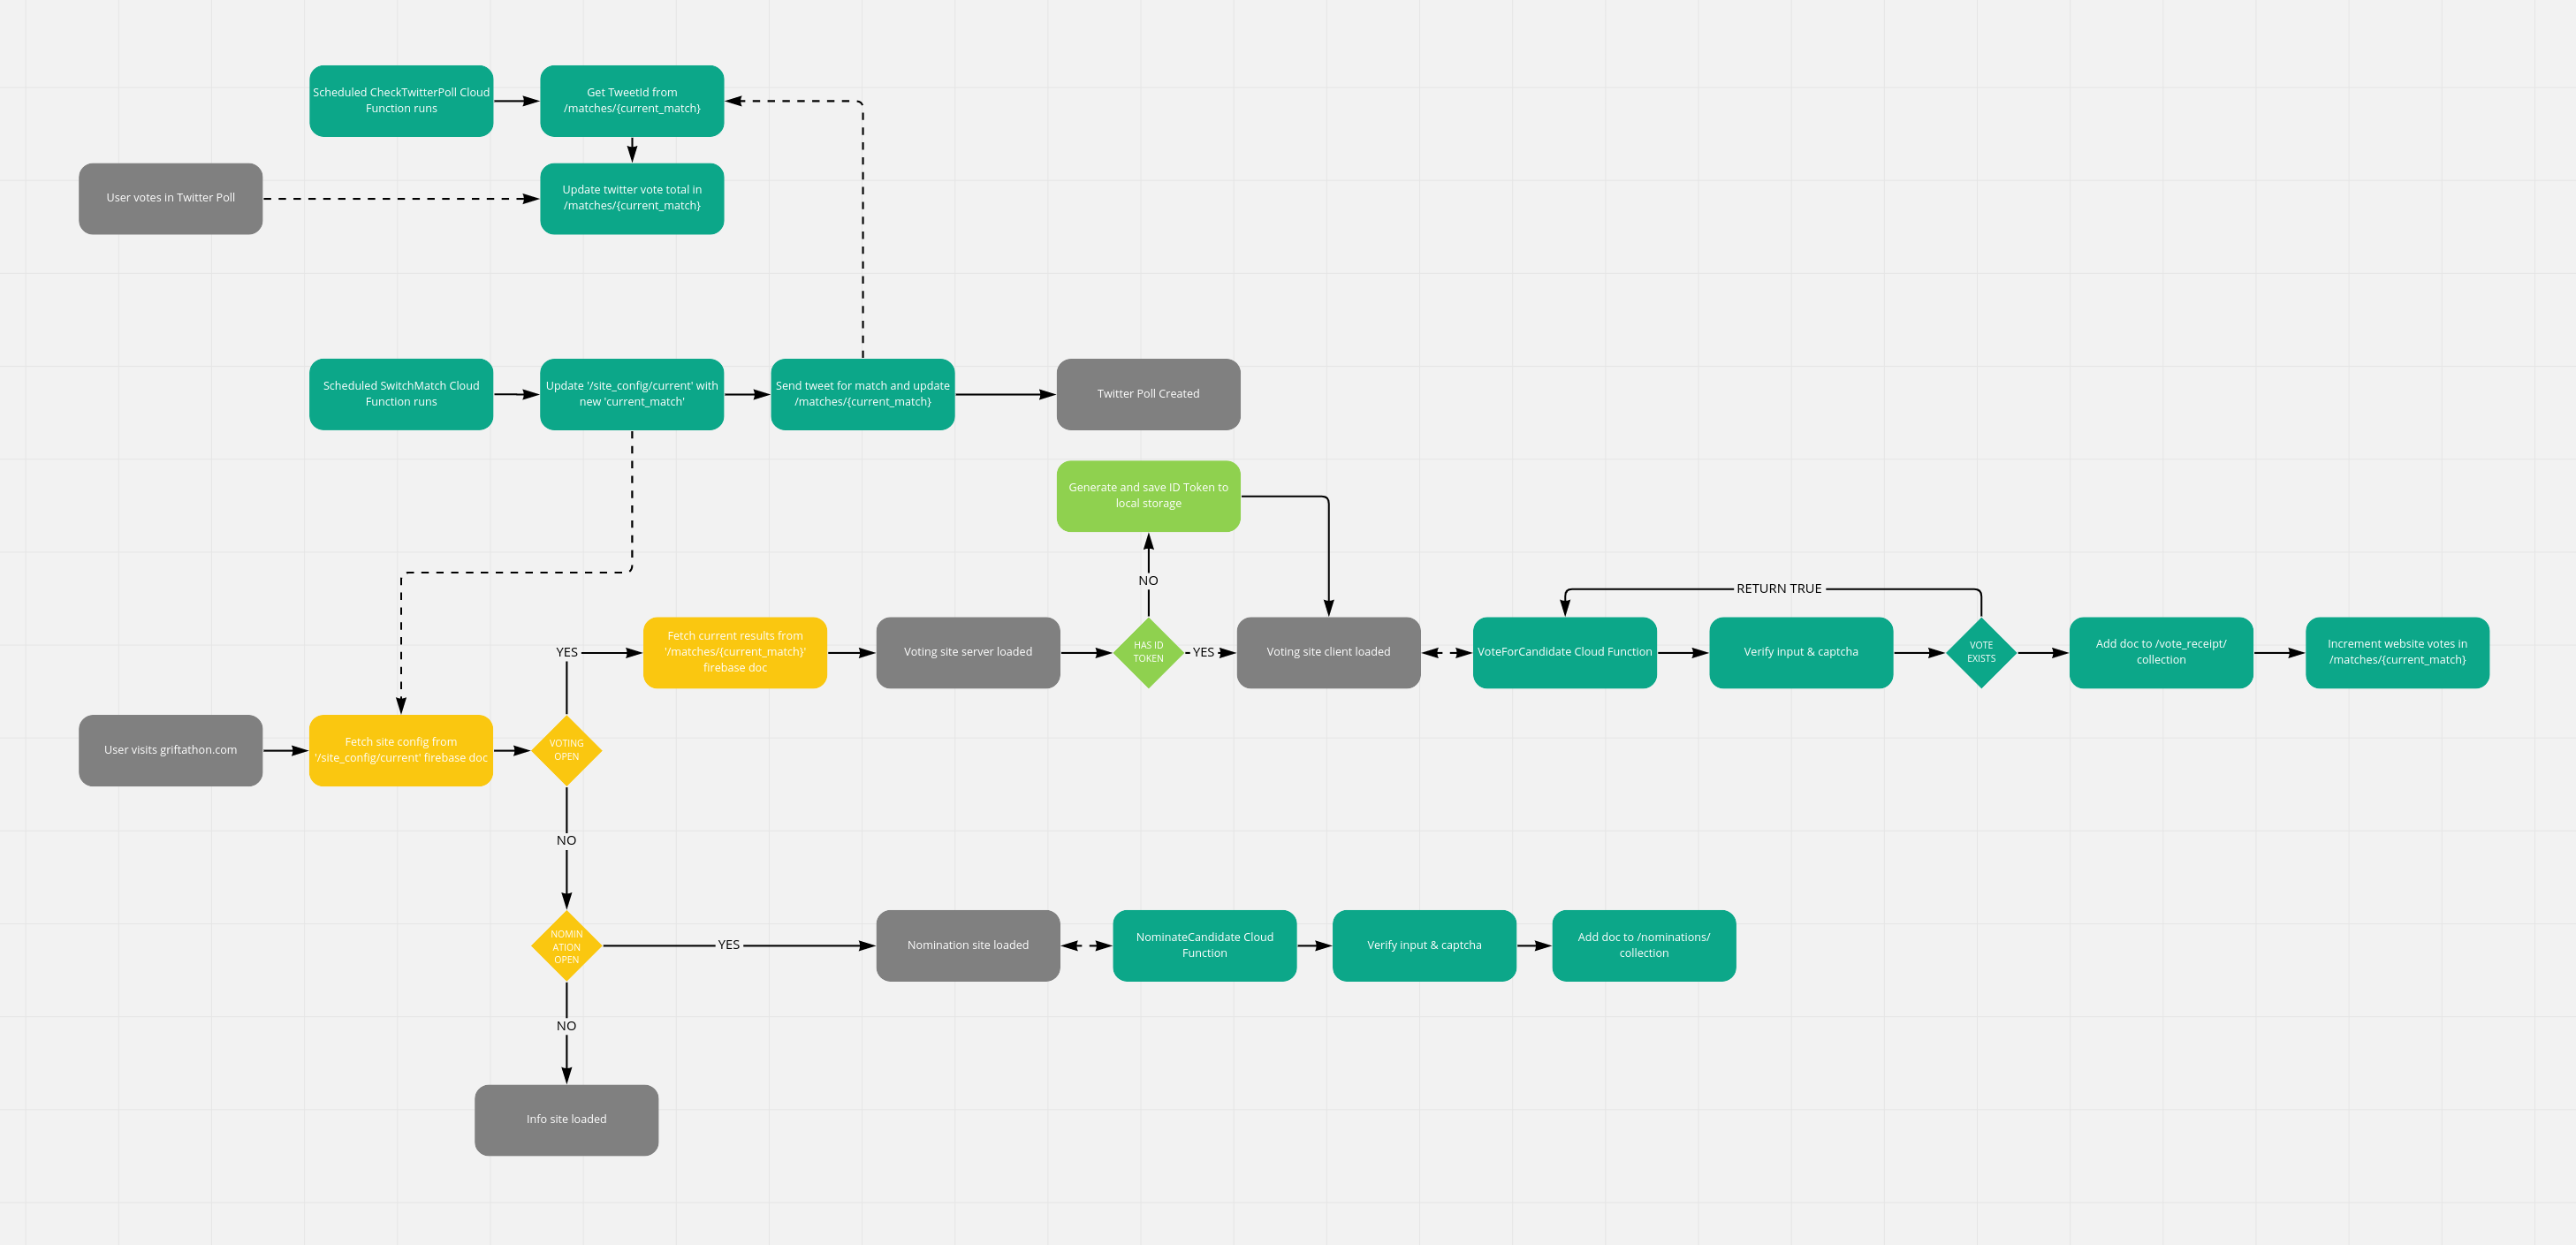 Scheduled CheckTwitterPoll Cloud
Function runs
Get TweetId from
/matches/{current_match}
User votes in Twitter Poll
Update twitter vote total in
/matches/{current_match}
Scheduled SwitchMatch Cloud
Function runs
Update '/site_config/current' with
new 'current_match'
Send tweet for match and update
/matches/{current_match}
Twitter Poll Created
Generate and save ID Token to
local storage
NO
RETURN TRUE
YES
Fetch current results from
'/matches/{current_match}'
firebase doc
Voting site server loaded
HAS ID
TOKEN
YES
Voting site client loaded
VoteForCandidate Cloud Function
Verify input & captcha
VOTE
EXISTS
Add doc to /vote_receipt/
collection
Increment website votes in
/matches/{current_match}
User visits griftathon.com
Fetch site config from
'/site_config/current' firebase doc
VOTING
OPEN
NO
NOMIN
ATION
OPEN
YES
Nomination site loaded
NominateCandidate Cloud
Function
Verify input & captcha
Add doc to /nominations/
collection
NO
Info site loaded